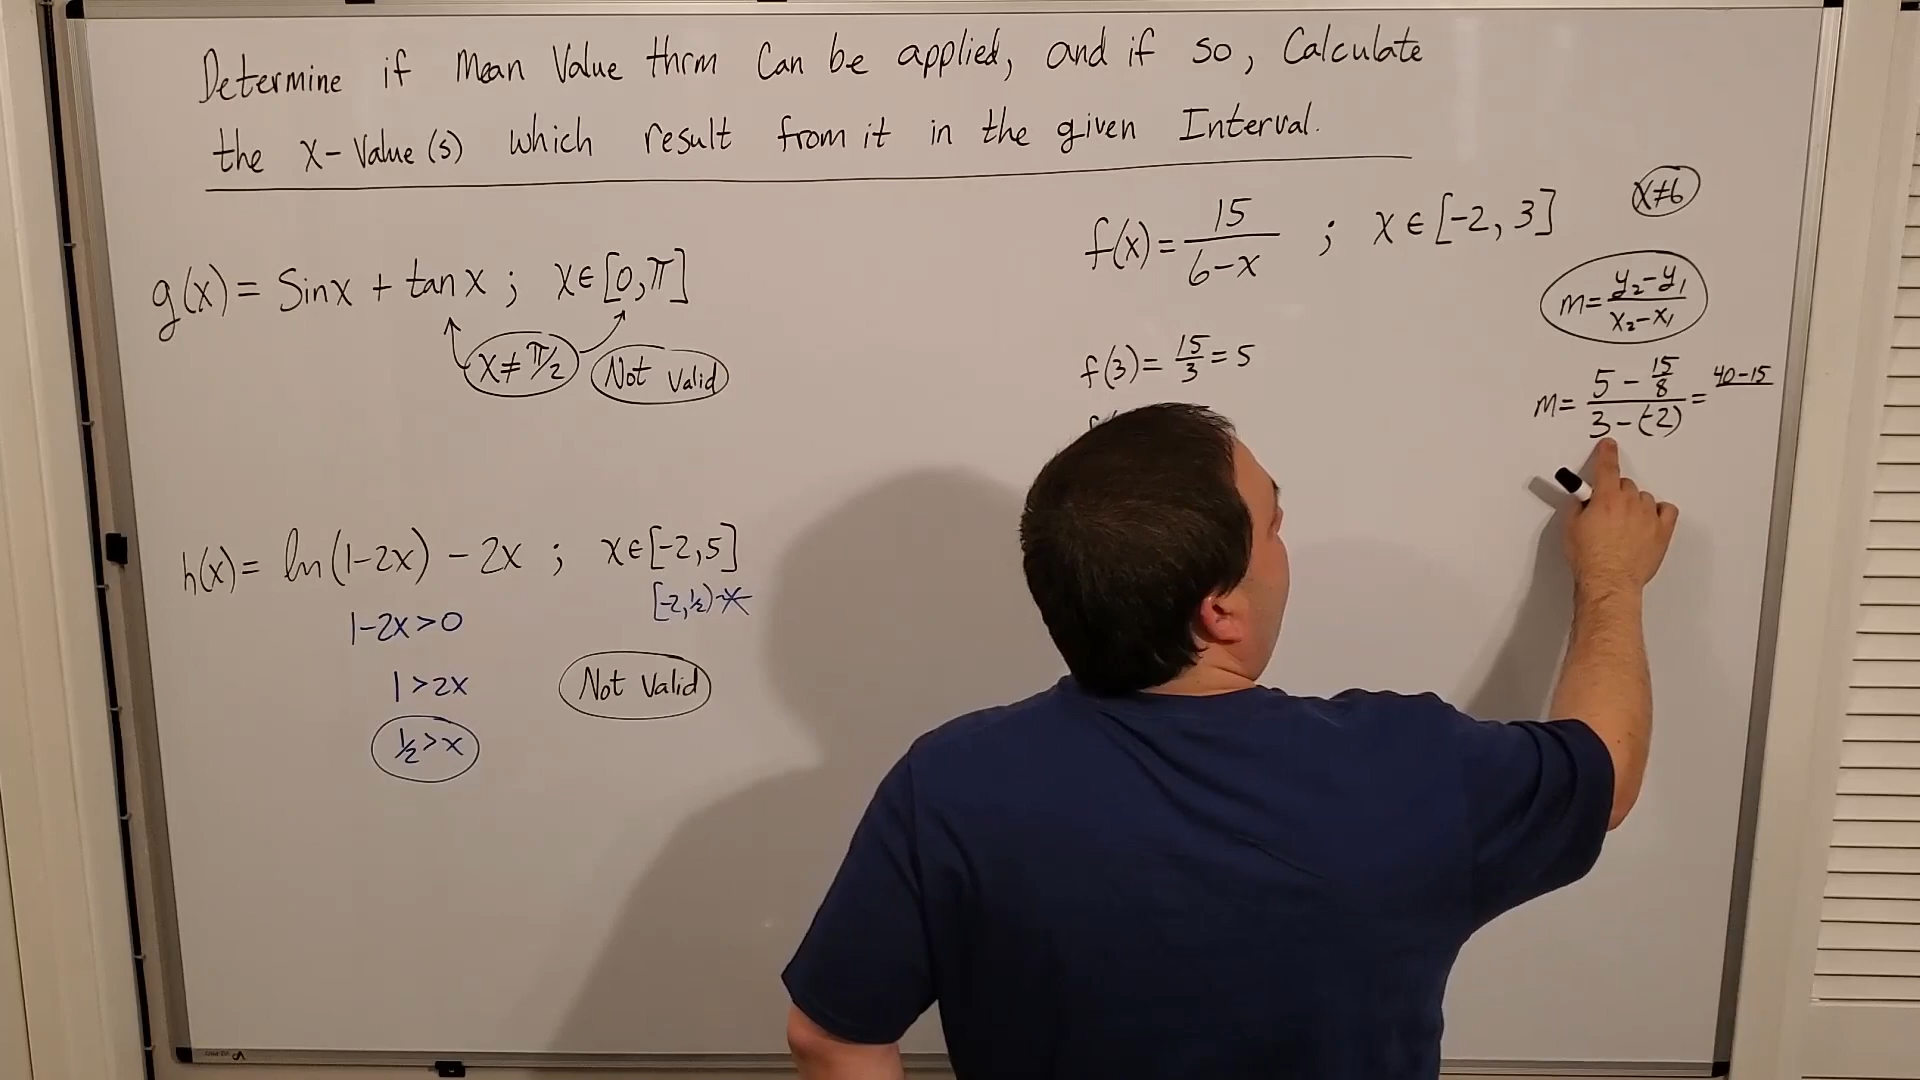 Determine if Mean Value thrm Can be applied, and if so, Calculate
the x-Value(s) which result from it in the given Interval.
g(x) = Sinx + tanx ; x∈[0,π]
x≠π/2
Not valid
h(x) = ln(1-2x) - 2x ; x∈[-2,5]
1-2x>0
[-2,½)
1>2x
Not Valid
½>x
f(x) = 15/(6-x) ; x∈[-2,3]
x≠6
m = (y₂-y₁)/(x₂-x₁)
f(3) = 15/3 = 5
m = (5 - 15/8)/(3-(-2)) = 40-15